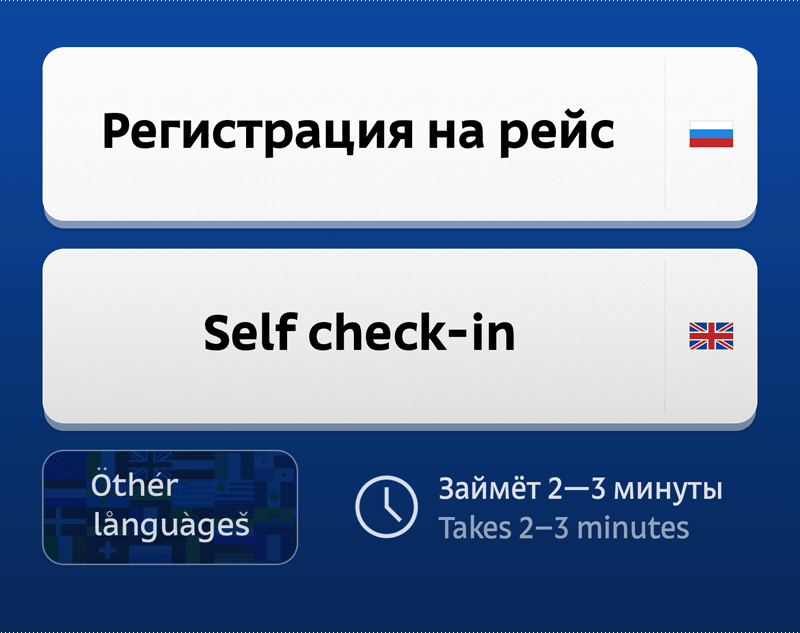 Регистрация на рейс
Self check-in
Öthér
långuàgeš
Займёт 2—3 минуты
Takes 2–3 minutes